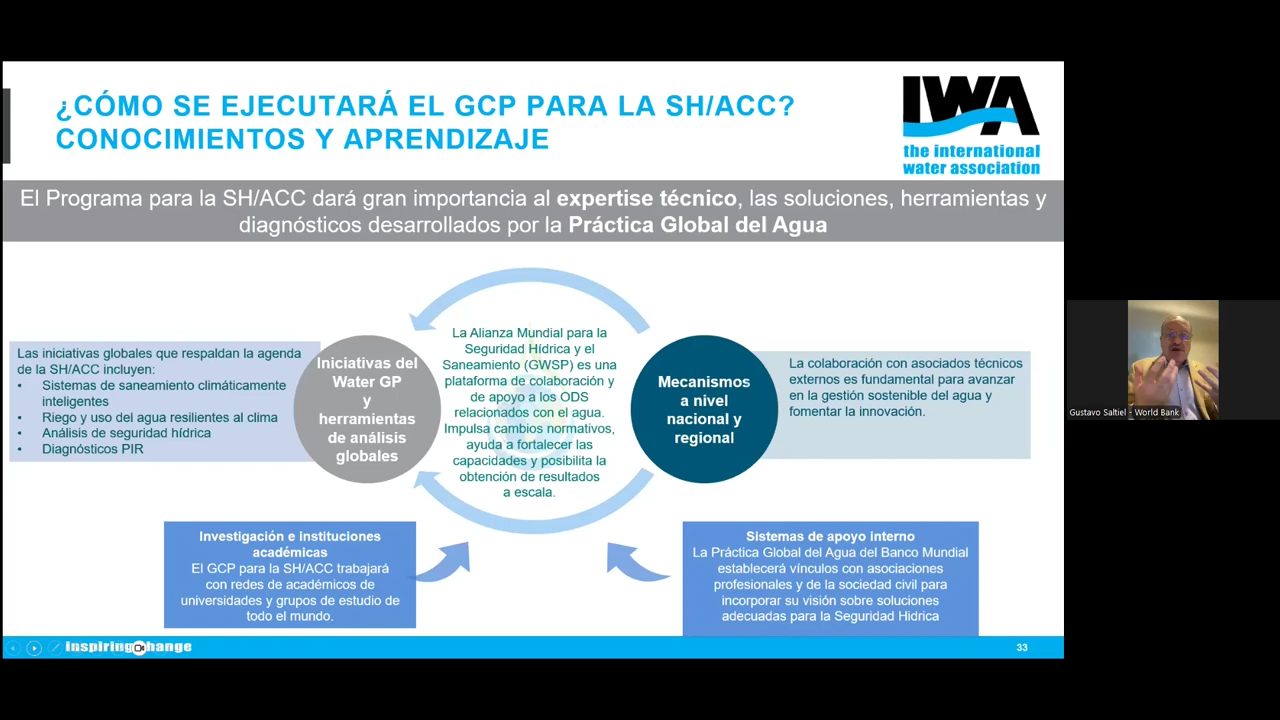 ¿CÓMO SE EJECUTARÁ EL GCP PARA LA SH/ACC?
CONOCIMIENTOS Y APRENDIZAJE
IWA
the international
water association
El Programa para la SH/ACC dará gran importancia al expertise técnico, las soluciones, herramientas y
diagnósticos desarrollados por la Práctica Global del Agua
Las iniciativas globales que respaldan la agenda
de la SH/ACC incluyen:
• Sistemas de saneamiento climáticamente
inteligentes
• Riego y uso del agua resilientes al clima
• Análisis de seguridad hídrica
• Diagnósticos PIR
Iniciativas del
Water GP
y
herramientas
de análisis
globales
La Alianza Mundial para la
Seguridad Hídrica y el
Saneamiento (GWSP) es una
plataforma de colaboración y
de apoyo a los ODS
relacionados con el agua.
Impulsa cambios normativos,
ayuda a fortalecer las
capacidades y posibilita la
obtención de resultados
a escala.
Mecanismos
a nivel
nacional y
regional
La colaboración con asociados técnicos
externos es fundamental para avanzar
en la gestión sostenible del agua y
fomentar la innovación.
Investigación e instituciones
académicas
El GCP para la SH/ACC trabajará
con redes de académicos de
universidades y grupos de estudio de
todo el mundo.
Sistemas de apoyo interno
La Práctica Global del Agua del Banco Mundial
establecerá vínculos con asociaciones
profesionales y de la sociedad civil para
incorporar su visión sobre soluciones
adecuadas para la Seguridad Hidrica
inspiring change
33
Gustavo Saltiel - World Bank